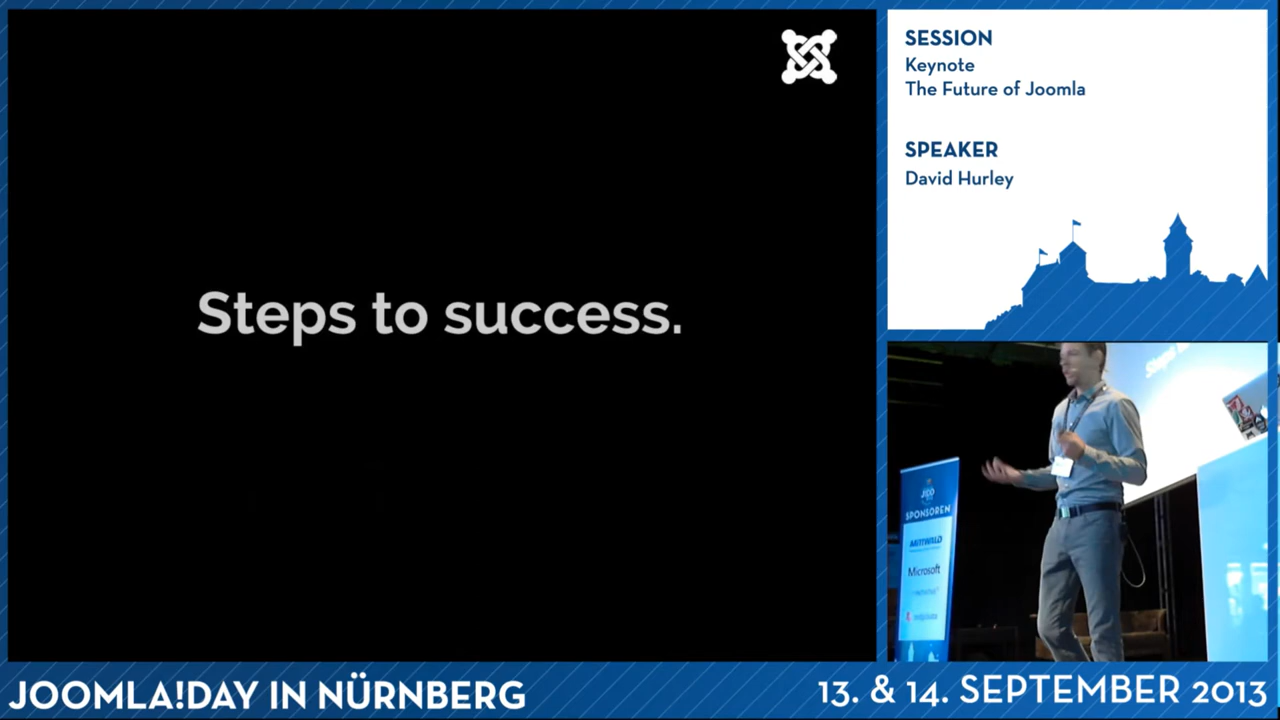 Steps to success.
SESSION
Keynote
The Future of Joomla
SPEAKER
David Hurley
SPONSOREN
MITTWALD
Microsoft
JOOMLA!DAY IN NÜRNBERG
13. & 14. SEPTEMBER 2013